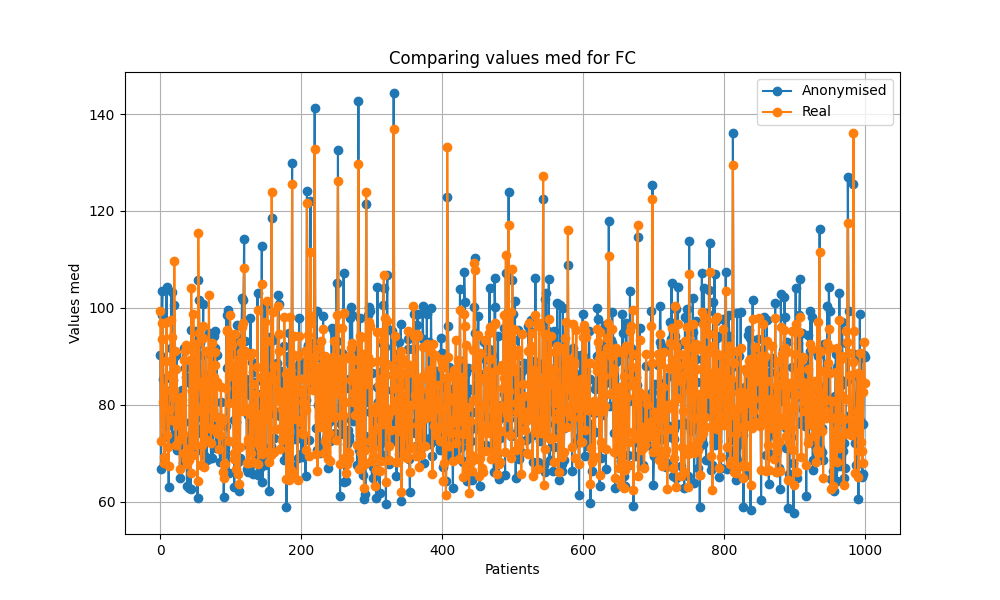 Comparing values med for FC
Anonymised
Real
Values med
140
120
100
80
60
0 200 400 600 800 1000
Patients